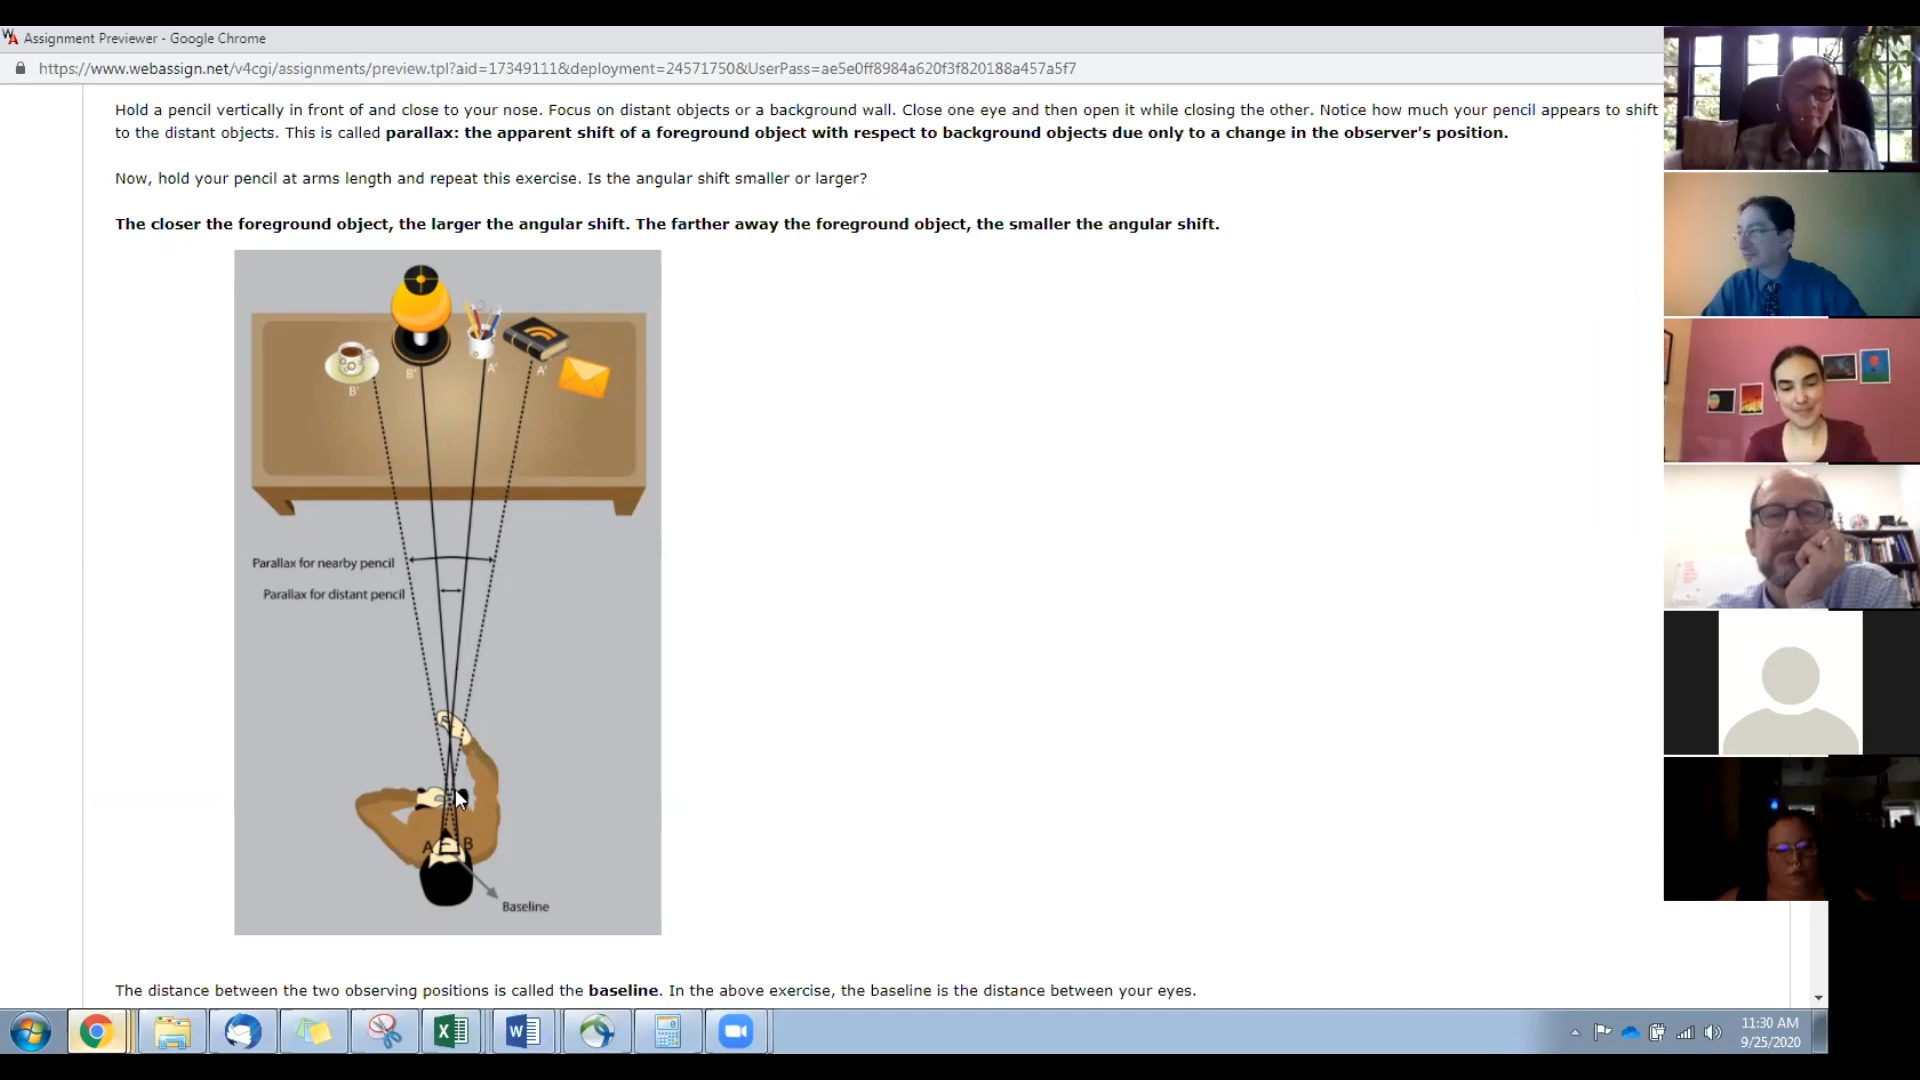 Assignment Previewer - Google Chrome
https://www.webassign.net/v4cgi/assignments/preview.tpl?aid=17349111&deployment=24571750&UserPass=ae5e0ff8984a620f3f820188a457a5f7
Hold a pencil vertically in front of and close to your nose. Focus on distant objects or a background wall. Close one eye and then open it while closing the other. Notice how much your pencil appears to shift
to the distant objects. This is called parallax: the apparent shift of a foreground object with respect to background objects due only to a change in the observer's position.
Now, hold your pencil at arms length and repeat this exercise. Is the angular shift smaller or larger?
The closer the foreground object, the larger the angular shift. The farther away the foreground object, the smaller the angular shift.
B' B' A' A'
Parallax for nearby pencil
Parallax for distant pencil
A B
Baseline
The distance between the two observing positions is called the baseline. In the above exercise, the baseline is the distance between your eyes.
11:30 AM
9/25/2020